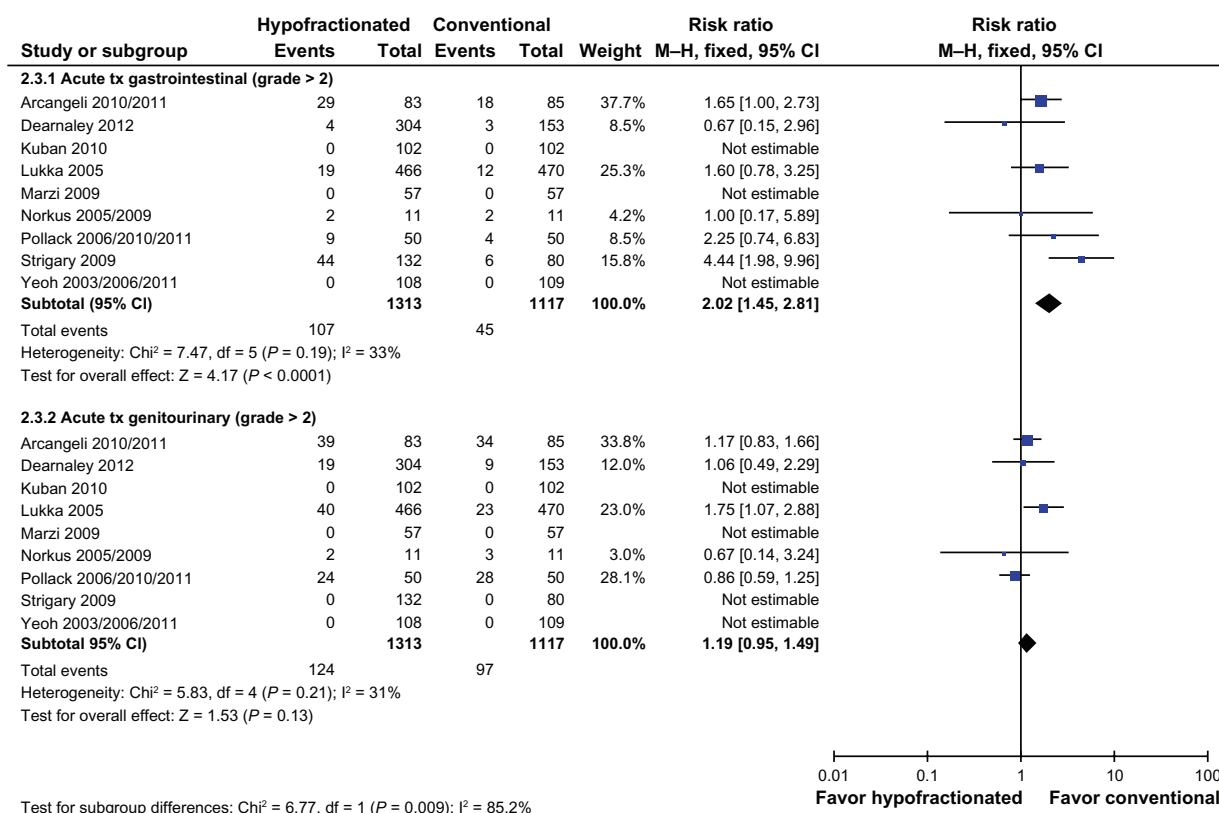 Hypofractionated Conventional Risk ratio Risk ratio
Study or subgroup Events Total Events Total Weight M–H, fixed, 95% CI M–H, fixed, 95% CI
2.3.1 Acute tx gastrointestinal (grade > 2)
Arcangeli 2010/2011 29 83 18 85 37.7% 1.65 [1.00, 2.73]
Dearnaley 2012 4 304 3 153 8.5% 0.67 [0.15, 2.96]
Kuban 2010 0 102 0 102 Not estimable
Lukka 2005 19 466 12 470 25.3% 1.60 [0.78, 3.25]
Marzi 2009 0 57 0 57 Not estimable
Norkus 2005/2009 2 11 2 11 4.2% 1.00 [0.17, 5.89]
Pollack 2006/2010/2011 9 50 4 50 8.5% 2.25 [0.74, 6.83]
Strigary 2009 44 132 6 80 15.8% 4.44 [1.98, 9.96]
Yeoh 2003/2006/2011 0 108 0 109 Not estimable
Subtotal (95% CI) 1313 1117 100.0% 2.02 [1.45, 2.81]
Total events 107 45
Heterogeneity: Chi² = 7.47, df = 5 (P = 0.19); I² = 33%
Test for overall effect: Z = 4.17 (P < 0.0001)
2.3.2 Acute tx genitourinary (grade > 2)
Arcangeli 2010/2011 39 83 34 85 33.8% 1.17 [0.83, 1.66]
Dearnaley 2012 19 304 9 153 12.0% 1.06 [0.49, 2.29]
Kuban 2010 0 102 0 102 Not estimable
Lukka 2005 40 466 23 470 23.0% 1.75 [1.07, 2.88]
Marzi 2009 0 57 0 57 Not estimable
Norkus 2005/2009 2 11 3 11 3.0% 0.67 [0.14, 3.24]
Pollack 2006/2010/2011 24 50 28 50 28.1% 0.86 [0.59, 1.25]
Strigary 2009 0 132 0 80 Not estimable
Yeoh 2003/2006/2011 0 108 0 109 Not estimable
Subtotal 95% CI) 1313 1117 100.0% 1.19 [0.95, 1.49]
Total events 124 97
Heterogeneity: Chi² = 5.83, df = 4 (P = 0.21); I² = 31%
Test for overall effect: Z = 1.53 (P = 0.13)
0.01 0.1 1 10 100
Favor hypofractionated Favor conventional
Test for subgroup differences: Chi² = 6.77, df = 1 (P = 0.009); I² = 85.2%